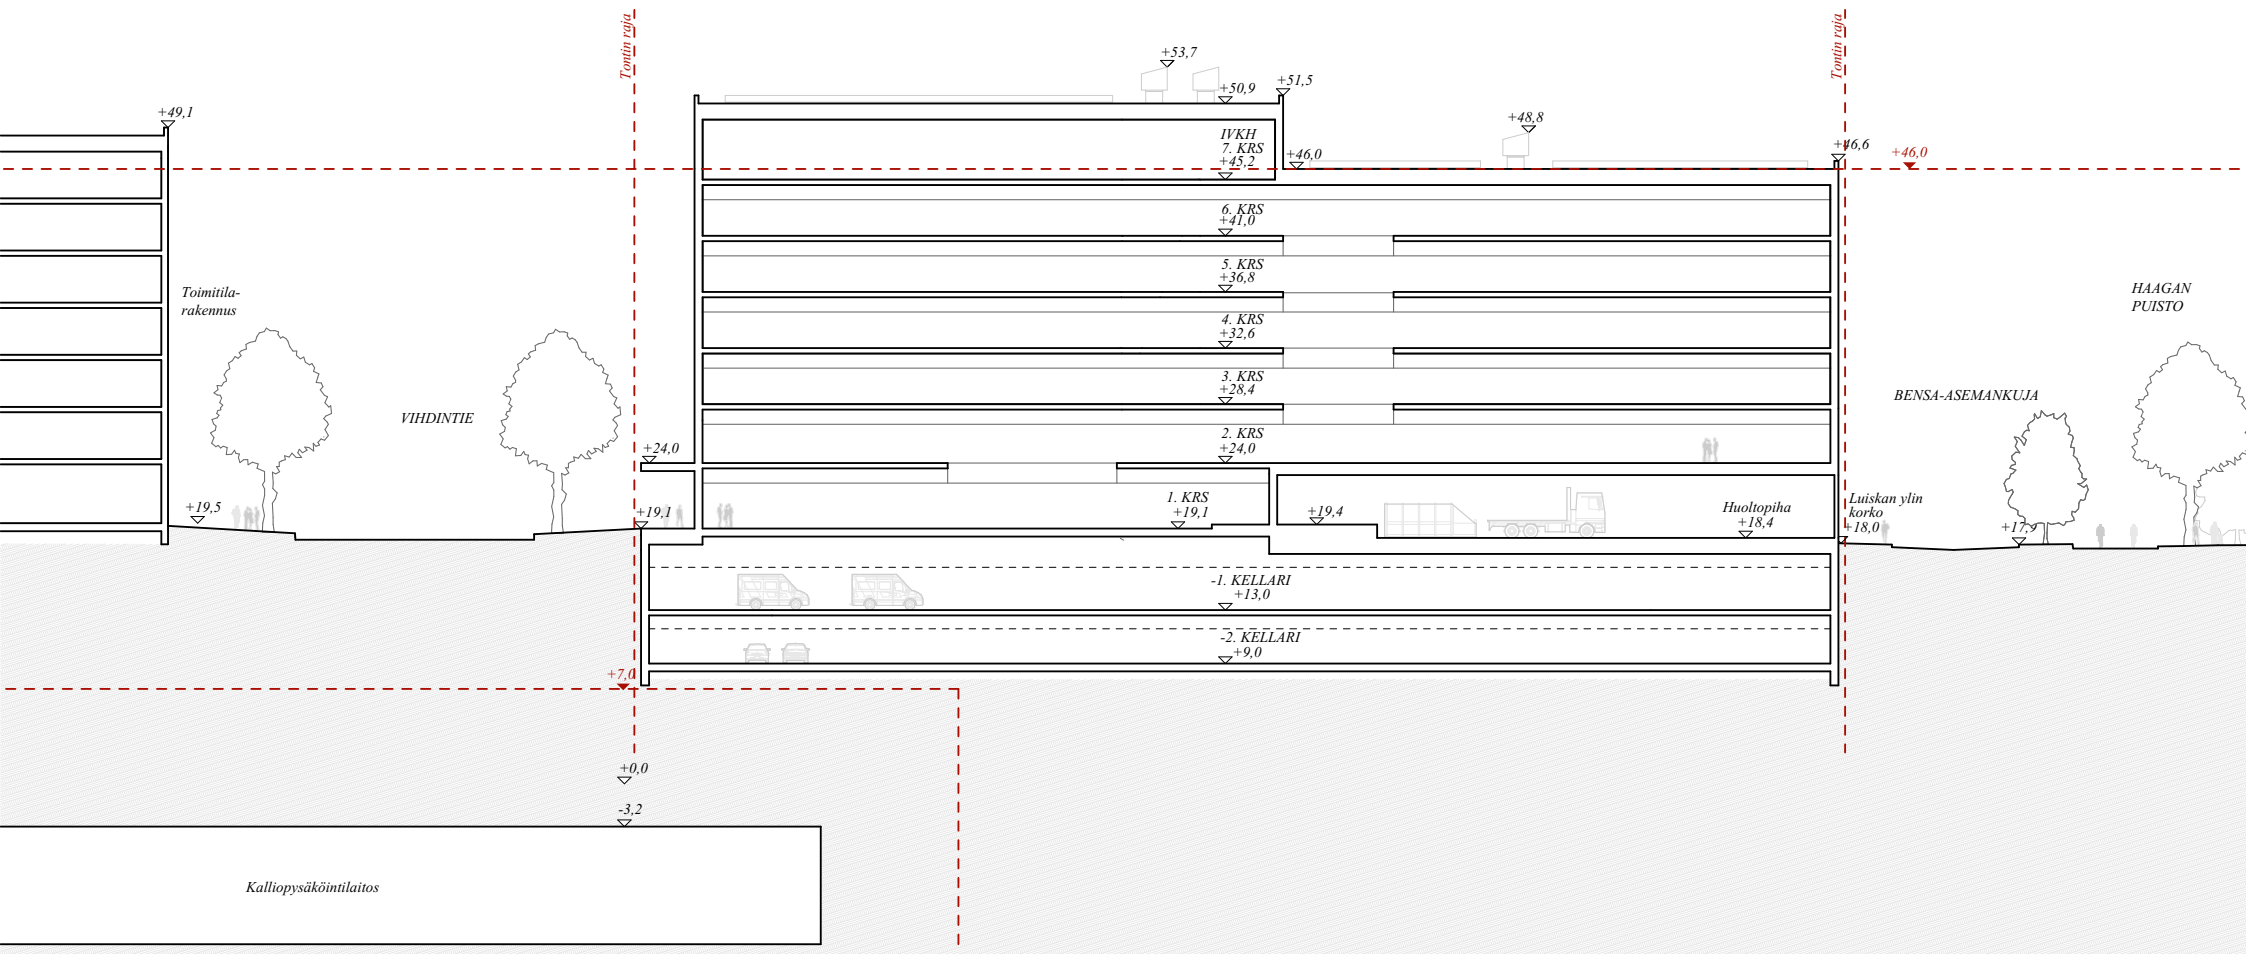 Tontin raja
Tontin raja
+53,7
+50,9
+51,5
+49,1
+48,8
IVKH
7. KRS
+45,2
+46,0
+46,6
+46,0
6. KRS
+41,0
5. KRS
+36,8
Toimitila-
rakennus
HAAGAN
PUISTO
4. KRS
+32,6
3. KRS
+28,4
VIHDINTIE
BENSA-ASEMANKUJA
2. KRS
+24,0
+24,0
+19,5
+19,1
1. KRS
+19,1
+19,4
Huoltopiha
+18,4
Luiskan ylin
korko
+18,0
+17,9
-1. KELLARI
+13,0
-2. KELLARI
+9,0
+7,0
+0,0
-3,2
Kalliopysäköintilaitos